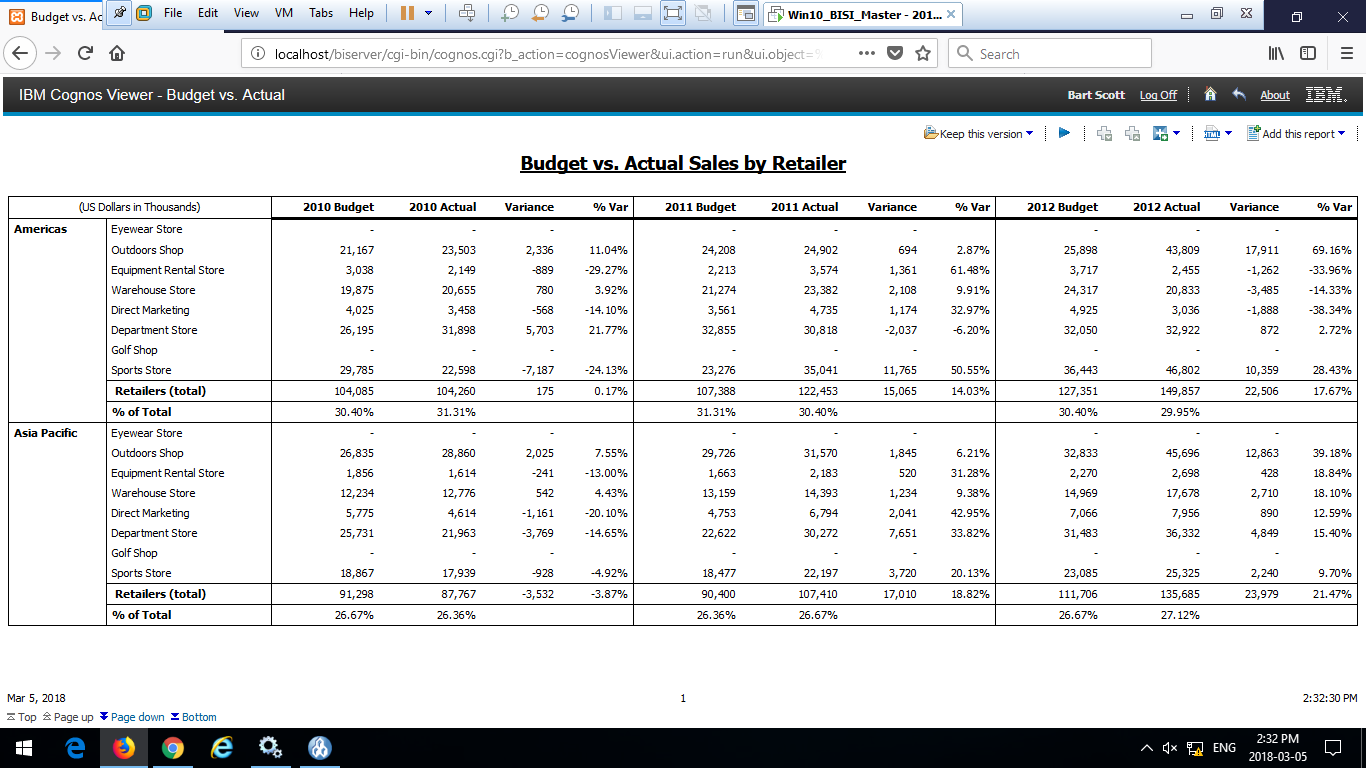 Budget vs. Ac
File Edit View VM Tabs Help
Win10_BISI_Master - 201...
localhost/biserver/cgi-bin/cognos.cgi?b_action=cognosViewer&ui.action=run&ui.object=
Search
IBM Cognos Viewer - Budget vs. Actual
Bart Scott Log Off About IBM.
Keep this version Add this report
Budget vs. Actual Sales by Retailer
(US Dollars in Thousands) 2010 Budget 2010 Actual Variance % Var 2011 Budget 2011 Actual Variance % Var 2012 Budget 2012 Actual Variance % Var
Americas Eyewear Store - - - - - - - - -
Outdoors Shop 21,167 23,503 2,336 11.04% 24,208 24,902 694 2.87% 25,898 43,809 17,911 69.16%
Equipment Rental Store 3,038 2,149 -889 -29.27% 2,213 3,574 1,361 61.48% 3,717 2,455 -1,262 -33.96%
Warehouse Store 19,875 20,655 780 3.92% 21,274 23,382 2,108 9.91% 24,317 20,833 -3,485 -14.33%
Direct Marketing 4,025 3,458 -568 -14.10% 3,561 4,735 1,174 32.97% 4,925 3,036 -1,888 -38.34%
Department Store 26,195 31,898 5,703 21.77% 32,855 30,818 -2,037 -6.20% 32,050 32,922 872 2.72%
Golf Shop - - - - - - - - -
Sports Store 29,785 22,598 -7,187 -24.13% 23,276 35,041 11,765 50.55% 36,443 46,802 10,359 28.43%
Retailers (total) 104,085 104,260 175 0.17% 107,388 122,453 15,065 14.03% 127,351 149,857 22,506 17.67%
% of Total 30.40% 31.31% 31.31% 30.40% 30.40% 29.95%
Asia Pacific Eyewear Store - - - - - - - - -
Outdoors Shop 26,835 28,860 2,025 7.55% 29,726 31,570 1,845 6.21% 32,833 45,696 12,863 39.18%
Equipment Rental Store 1,856 1,614 -241 -13.00% 1,663 2,183 520 31.28% 2,270 2,698 428 18.84%
Warehouse Store 12,234 12,776 542 4.43% 13,159 14,393 1,234 9.38% 14,969 17,678 2,710 18.10%
Direct Marketing 5,775 4,614 -1,161 -20.10% 4,753 6,794 2,041 42.95% 7,066 7,956 890 12.59%
Department Store 25,731 21,963 -3,769 -14.65% 22,622 30,272 7,651 33.82% 31,483 36,332 4,849 15.40%
Golf Shop - - - - - - - - -
Sports Store 18,867 17,939 -928 -4.92% 18,477 22,197 3,720 20.13% 23,085 25,325 2,240 9.70%
Retailers (total) 91,298 87,767 -3,532 -3.87% 90,400 107,410 17,010 18.82% 111,706 135,685 23,979 21.47%
% of Total 26.67% 26.36% 26.36% 26.67% 26.67% 27.12%
Mar 5, 2018 1 2:32:30 PM
Top Page up Page down Bottom
ENG 2:32 PM
2018-03-05